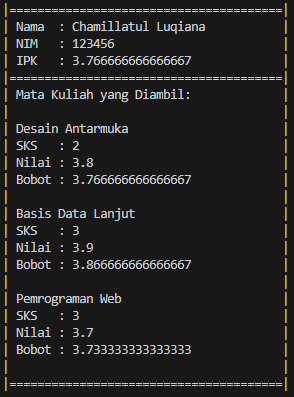 |=======================================|
| Nama : Chamillatul Luqiana |
| NIM : 123456 |
| IPK : 3.766666666666667 |
|=======================================|
| Mata Kuliah yang Diambil: |
| |
| Desain Antarmuka |
| SKS : 2 |
| Nilai : 3.8 |
| Bobot : 3.766666666666667 |
| |
| Basis Data Lanjut |
| SKS : 3 |
| Nilai : 3.9 |
| Bobot : 3.866666666666667 |
| |
| Pemrograman Web |
| SKS : 3 |
| Nilai : 3.7 |
| Bobot : 3.733333333333333 |
| |
|=======================================|